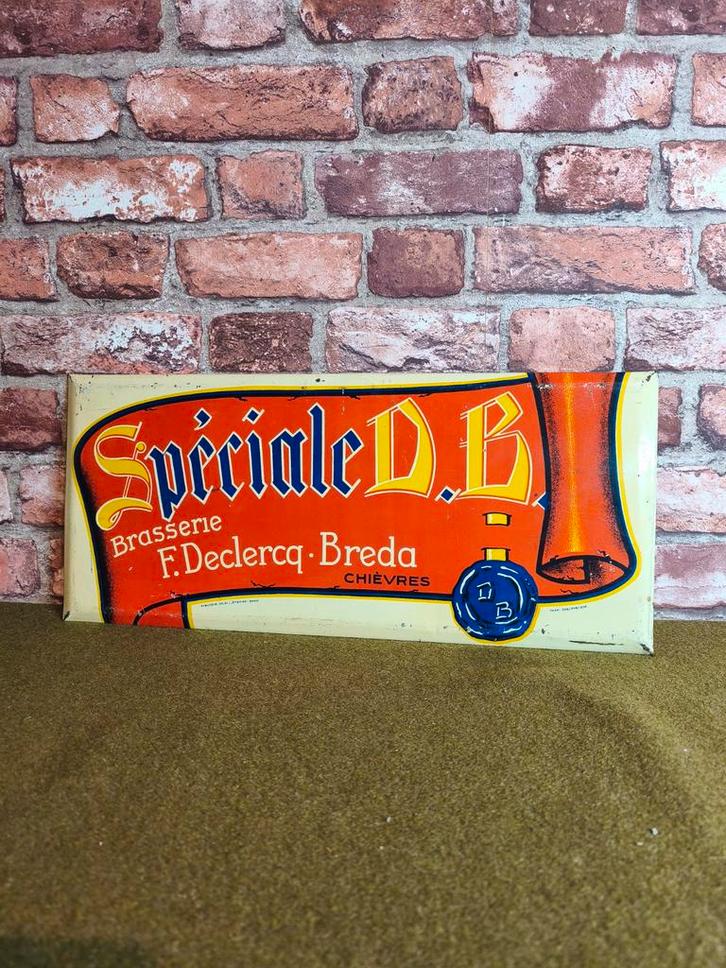 Spéciale D.B.
Brasserie
F. Declercq · Breda
CHIÈVRES
D B